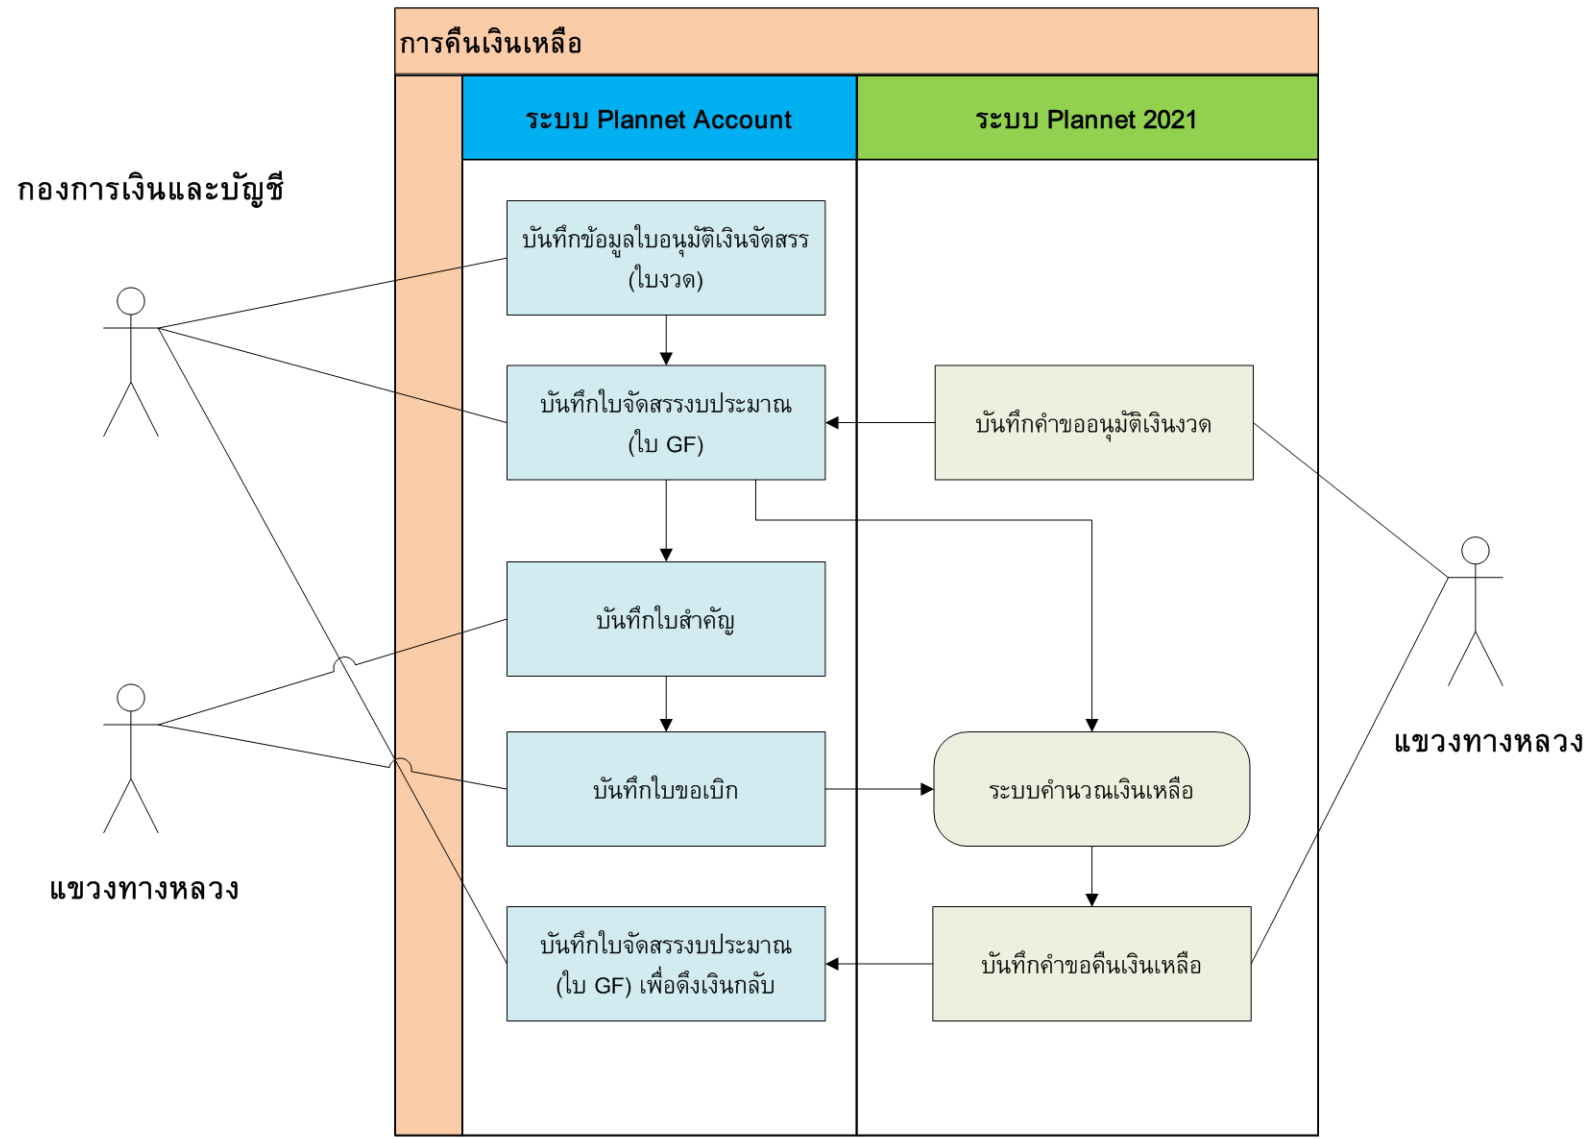 การคืนเงินเหลือ
ระบบ Plannet Account
ระบบ Plannet 2021
กองการเงินและบัญชี
บันทึกข้อมูลใบอนุมัติเงินจัดสรร
(ใบงวด)
บันทึกใบจัดสรรงบประมาณ
(ใบ GF)
บันทึกคำขออนุมัติเงินงวด
บันทึกใบสำคัญ
แขวงทางหลวง
บันทึกใบขอเบิก
ระบบคำนวณเงินเหลือ
แขวงทางหลวง
บันทึกใบจัดสรรงบประมาณ
(ใบ GF) เพื่อดึงเงินกลับ
บันทึกคำขอคืนเงินเหลือ